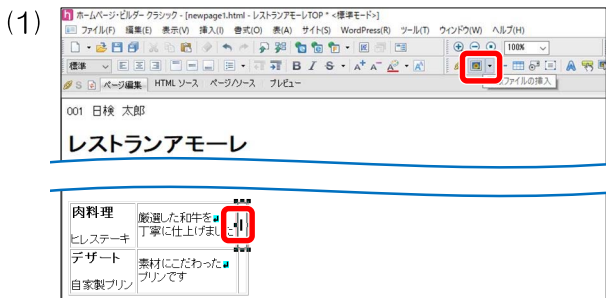 (1)
ホームページ・ビルダー クラシック - [newpage1.html - レストランアモーレTOP * <標準モード>]
ファイル(F) 編集(E) 表示(V) 挿入(I) 書式(O) 表(A) サイト(S) WordPress(R) ツール(T) ウィンドウ(W) ヘルプ(H)
100%
標準 B I S A A A A
ページ編集 HTML ソース ページ/ソース プレビュー
ファイルの挿入
001 日検 太郎
レストランアモーレ
肉料理
ヒレステーキ
厳選した和牛を
丁寧に仕上げました
デザート
自家製プリン
素材にこだわった
プリンです